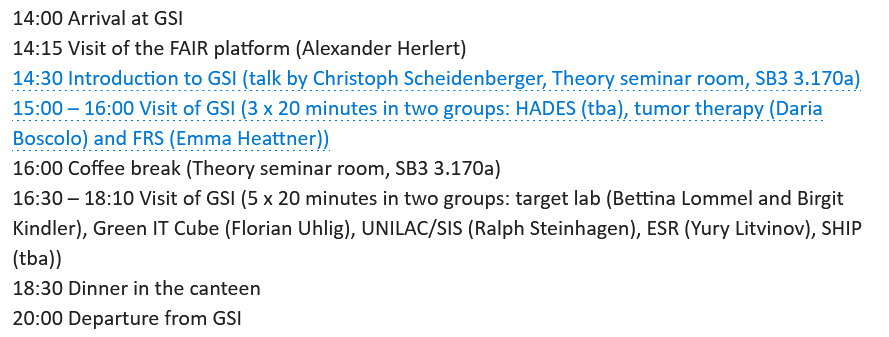 14:00 Arrival at GSI
14:15 Visit of the FAIR platform (Alexander Herlert)
14:30 Introduction to GSI (talk by Christoph Scheidenberger, Theory seminar room, SB3 3.170a)
15:00 – 16:00 Visit of GSI (3 x 20 minutes in two groups: HADES (tba), tumor therapy (Daria
Boscolo) and FRS (Emma Heattner))
16:00 Coffee break (Theory seminar room, SB3 3.170a)
16:30 – 18:10 Visit of GSI (5 x 20 minutes in two groups: target lab (Bettina Lommel and Birgit
Kindler), Green IT Cube (Florian Uhlig), UNILAC/SIS (Ralph Steinhagen), ESR (Yury Litvinov), SHIP
(tba))
18:30 Dinner in the canteen
20:00 Departure from GSI